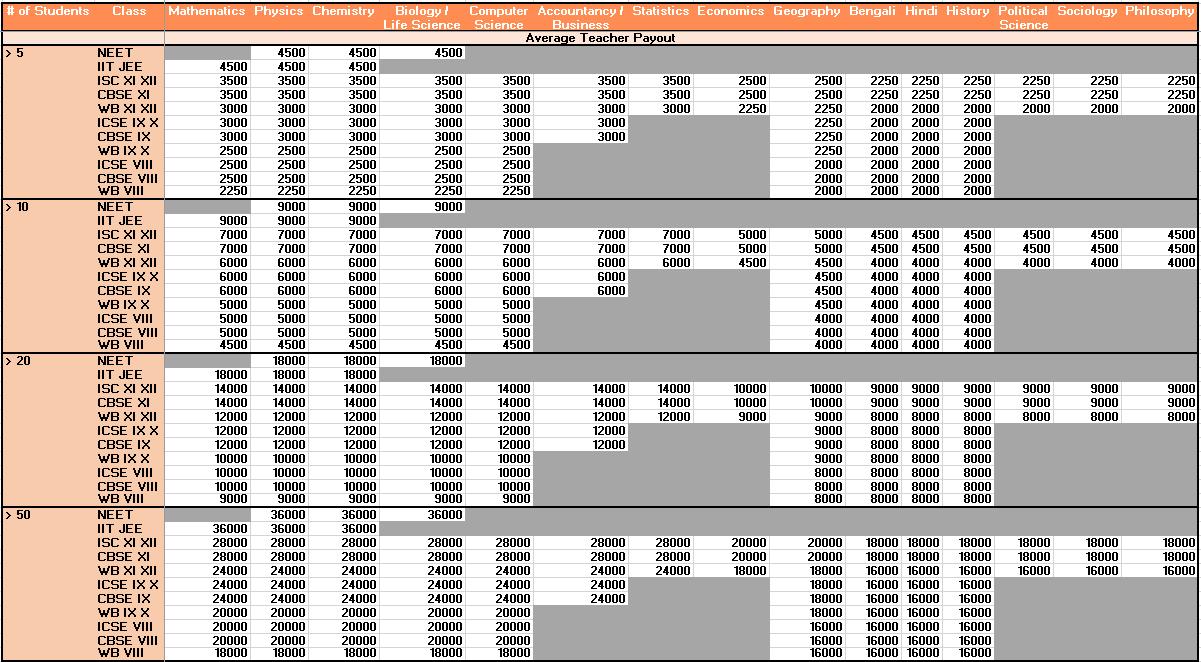 # of Students Class Mathematics Physics Chemistry Biology / Life Science Computer Science Accountancy / Business Statistics Economics Geography Bengali Hindi History Political Science Sociology Philosophy
Average Teacher Payout
> 5 NEET 4500 4500 4500
IIT JEE 4500 4500 4500
ISC XI XII 3500 3500 3500 3500 3500 3500 3500 2500 2500 2250 2250 2250 2250 2250 2250
CBSE XI 3500 3500 3500 3500 3500 3500 3500 2500 2500 2250 2250 2250 2250 2250 2250
WB XI XII 3000 3000 3000 3000 3000 3000 3000 2250 2250 2000 2000 2000 2000 2000 2000
ICSE IX X 3000 3000 3000 3000 3000 3000 2250 2000 2000 2000
CBSE IX 3000 3000 3000 3000 3000 3000 2250 2000 2000 2000
WB IX X 2500 2500 2500 2500 2500 2250 2000 2000 2000
ICSE VIII 2500 2500 2500 2500 2500 2000 2000 2000 2000
CBSE VIII 2500 2500 2500 2500 2500 2000 2000 2000 2000
WB VIII 2250 2250 2250 2250 2250 2000 2000 2000 2000
> 10 NEET 9000 9000 9000
IIT JEE 9000 9000 9000
ISC XI XII 7000 7000 7000 7000 7000 7000 7000 5000 5000 4500 4500 4500 4500 4500 4500
CBSE XI 7000 7000 7000 7000 7000 7000 7000 5000 5000 4500 4500 4500 4500 4500 4500
WB XI XII 6000 6000 6000 6000 6000 6000 6000 4500 4500 4000 4000 4000 4000 4000 4000
ICSE IX X 6000 6000 6000 6000 6000 6000 4500 4000 4000 4000
CBSE IX 6000 6000 6000 6000 6000 6000 4500 4000 4000 4000
WB IX X 5000 5000 5000 5000 5000 4500 4000 4000 4000
ICSE VIII 5000 5000 5000 5000 5000 4000 4000 4000 4000
CBSE VIII 5000 5000 5000 5000 5000 4000 4000 4000 4000
WB VIII 4500 4500 4500 4500 4500 4000 4000 4000 4000
> 20 NEET 18000 18000 18000
IIT JEE 18000 18000 18000
ISC XI XII 14000 14000 14000 14000 14000 14000 14000 10000 10000 9000 9000 9000 9000 9000 9000
CBSE XI 14000 14000 14000 14000 14000 14000 14000 10000 10000 9000 9000 9000 9000 9000 9000
WB XI XII 12000 12000 12000 12000 12000 12000 12000 9000 9000 8000 8000 8000 8000 8000 8000
ICSE IX X 12000 12000 12000 12000 12000 12000 9000 8000 8000 8000
CBSE IX 12000 12000 12000 12000 12000 12000 9000 8000 8000 8000
WB IX X 10000 10000 10000 10000 10000 9000 8000 8000 8000
ICSE VIII 10000 10000 10000 10000 10000 8000 8000 8000 8000
CBSE VIII 10000 10000 10000 10000 10000 8000 8000 8000 8000
WB VIII 9000 9000 9000 9000 9000 8000 8000 8000 8000
> 50 NEET 36000 36000 36000
IIT JEE 36000 36000 36000
ISC XI XII 28000 28000 28000 28000 28000 28000 28000 20000 20000 18000 18000 18000 18000 18000 18000
CBSE XI 28000 28000 28000 28000 28000 28000 28000 20000 20000 18000 18000 18000 18000 18000 18000
WB XI XII 24000 24000 24000 24000 24000 24000 24000 18000 18000 16000 16000 16000 16000 16000 16000
ICSE IX X 24000 24000 24000 24000 24000 24000 18000 16000 16000 16000
CBSE IX 24000 24000 24000 24000 24000 24000 18000 16000 16000 16000
WB IX X 20000 20000 20000 20000 20000 18000 16000 16000 16000
ICSE VIII 20000 20000 20000 20000 20000 16000 16000 16000 16000
CBSE VIII 20000 20000 20000 20000 20000 16000 16000 16000 16000
WB VIII 18000 18000 18000 18000 18000 16000 16000 16000 16000